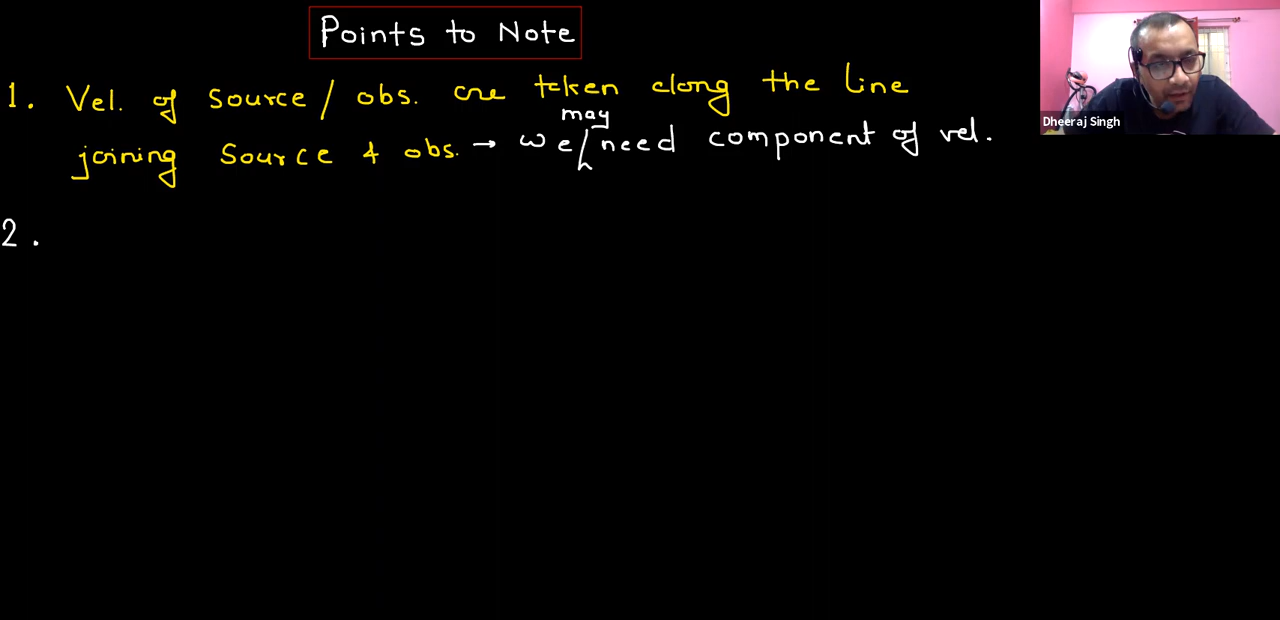 Points to Note
1. Vel. of source / obs. are taken along the line
joining Source & obs. → we may need component of vel.
2.
Dheeraj Singh